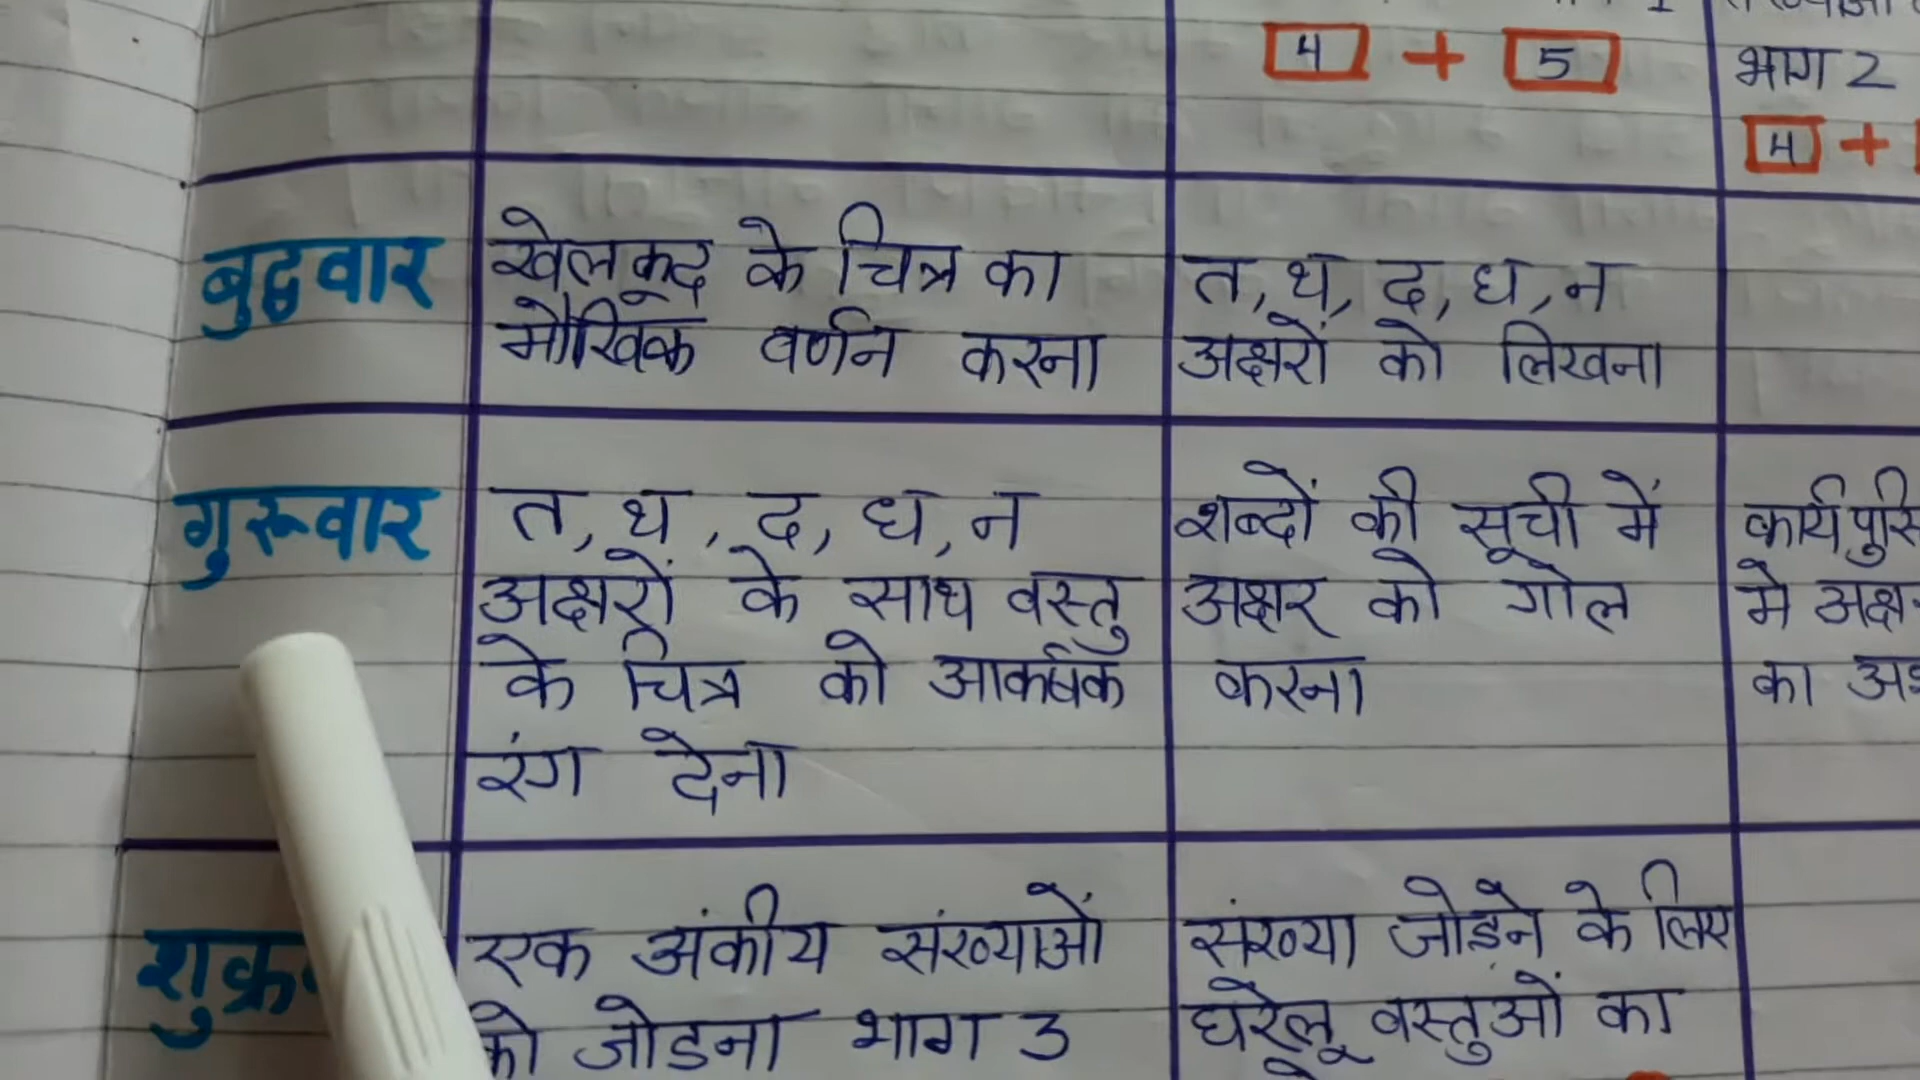 4 + 5
भाग 2
4 +
बुद्धवार
खेलकूद के चित्र का
मौखिक वर्णन करना
त, थ, द, ध, न
अक्षरों को लिखना
गुरूवार
त, थ, द, ध, न
अक्षरों के साथ वस्तु
के चित्र को आकर्षक
रंग देना
शब्दों की सूची में
अक्षर को गोल
करना
मे
का
एक अंकीय संख्याओं
को जोडना भाग 3
संख्या जोड़ने के लिए
घरेलू वस्तुओं का